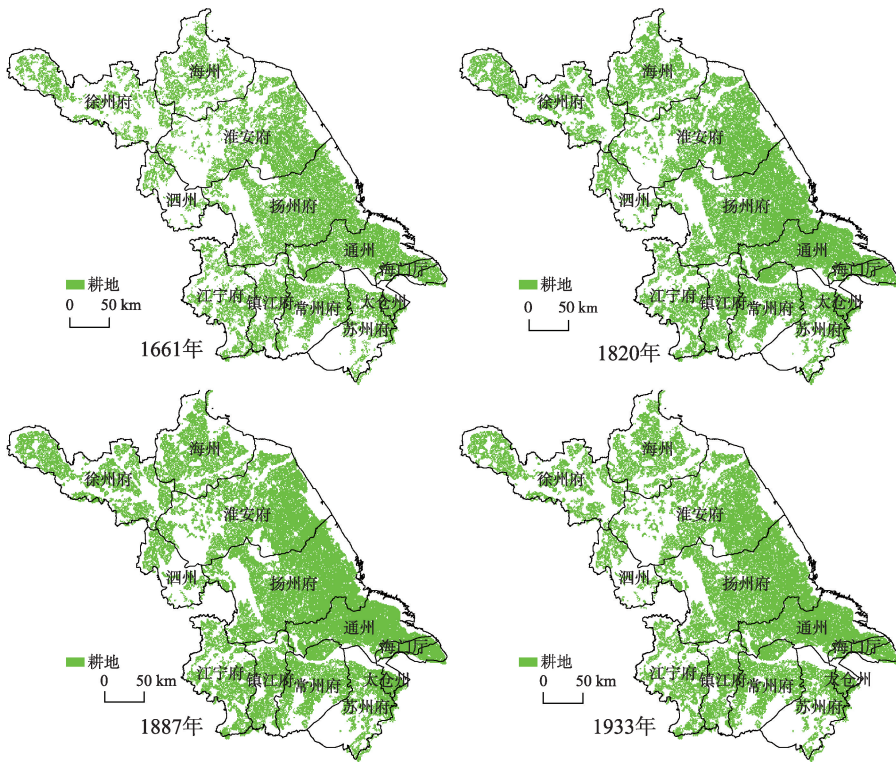 海州
徐州府
淮安府
泗州
扬州府
通州
海门厅
江宁府
镇江府
常州府
太仓州
苏州府
耕地
0 50 km
1661年
海州
徐州府
淮安府
泗州
扬州府
通州
海门厅
江宁府
镇江府
常州府
太仓州
苏州府
耕地
0 50 km
1820年
海州
徐州府
淮安府
泗州
扬州府
通州
海门厅
江宁府
镇江府
常州府
太仓州
苏州府
耕地
0 50 km
1887年
海州
徐州府
淮安府
泗州
扬州府
通州
海门厅
江宁府
镇江府
常州府
太仓州
苏州府
耕地
0 50 km
1933年